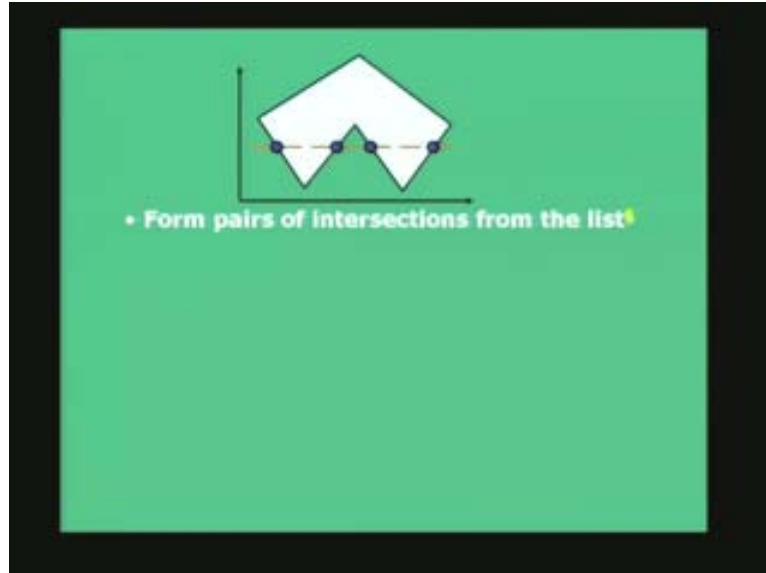 • Form pairs of intersections from the list